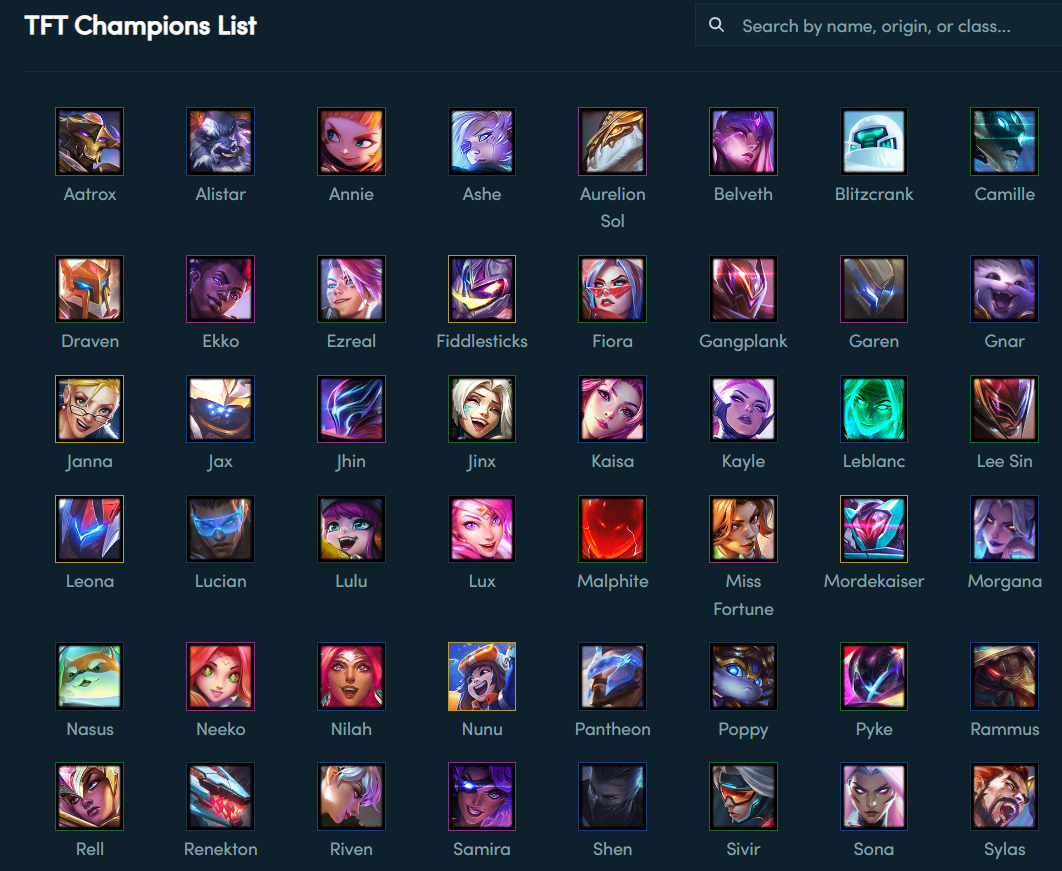 TFT Champions List
Search by name, origin, or class...
Aatrox
Alistar
Annie
Ashe
Aurelion
Sol
Belveth
Blitzcrank
Camille
Draven
Ekko
Ezreal
Fiddlesticks
Fiora
Gangplank
Garen
Gnar
Janna
Jax
Jhin
Jinx
Kaisa
Kayle
Leblanc
Lee Sin
Leona
Lucian
Lulu
Lux
Malphite
Miss
Fortune
Mordekaiser
Morgana
Nasus
Neeko
Nilah
Nunu
Pantheon
Poppy
Pyke
Rammus
Rell
Renekton
Riven
Samira
Shen
Sivir
Sona
Sylas